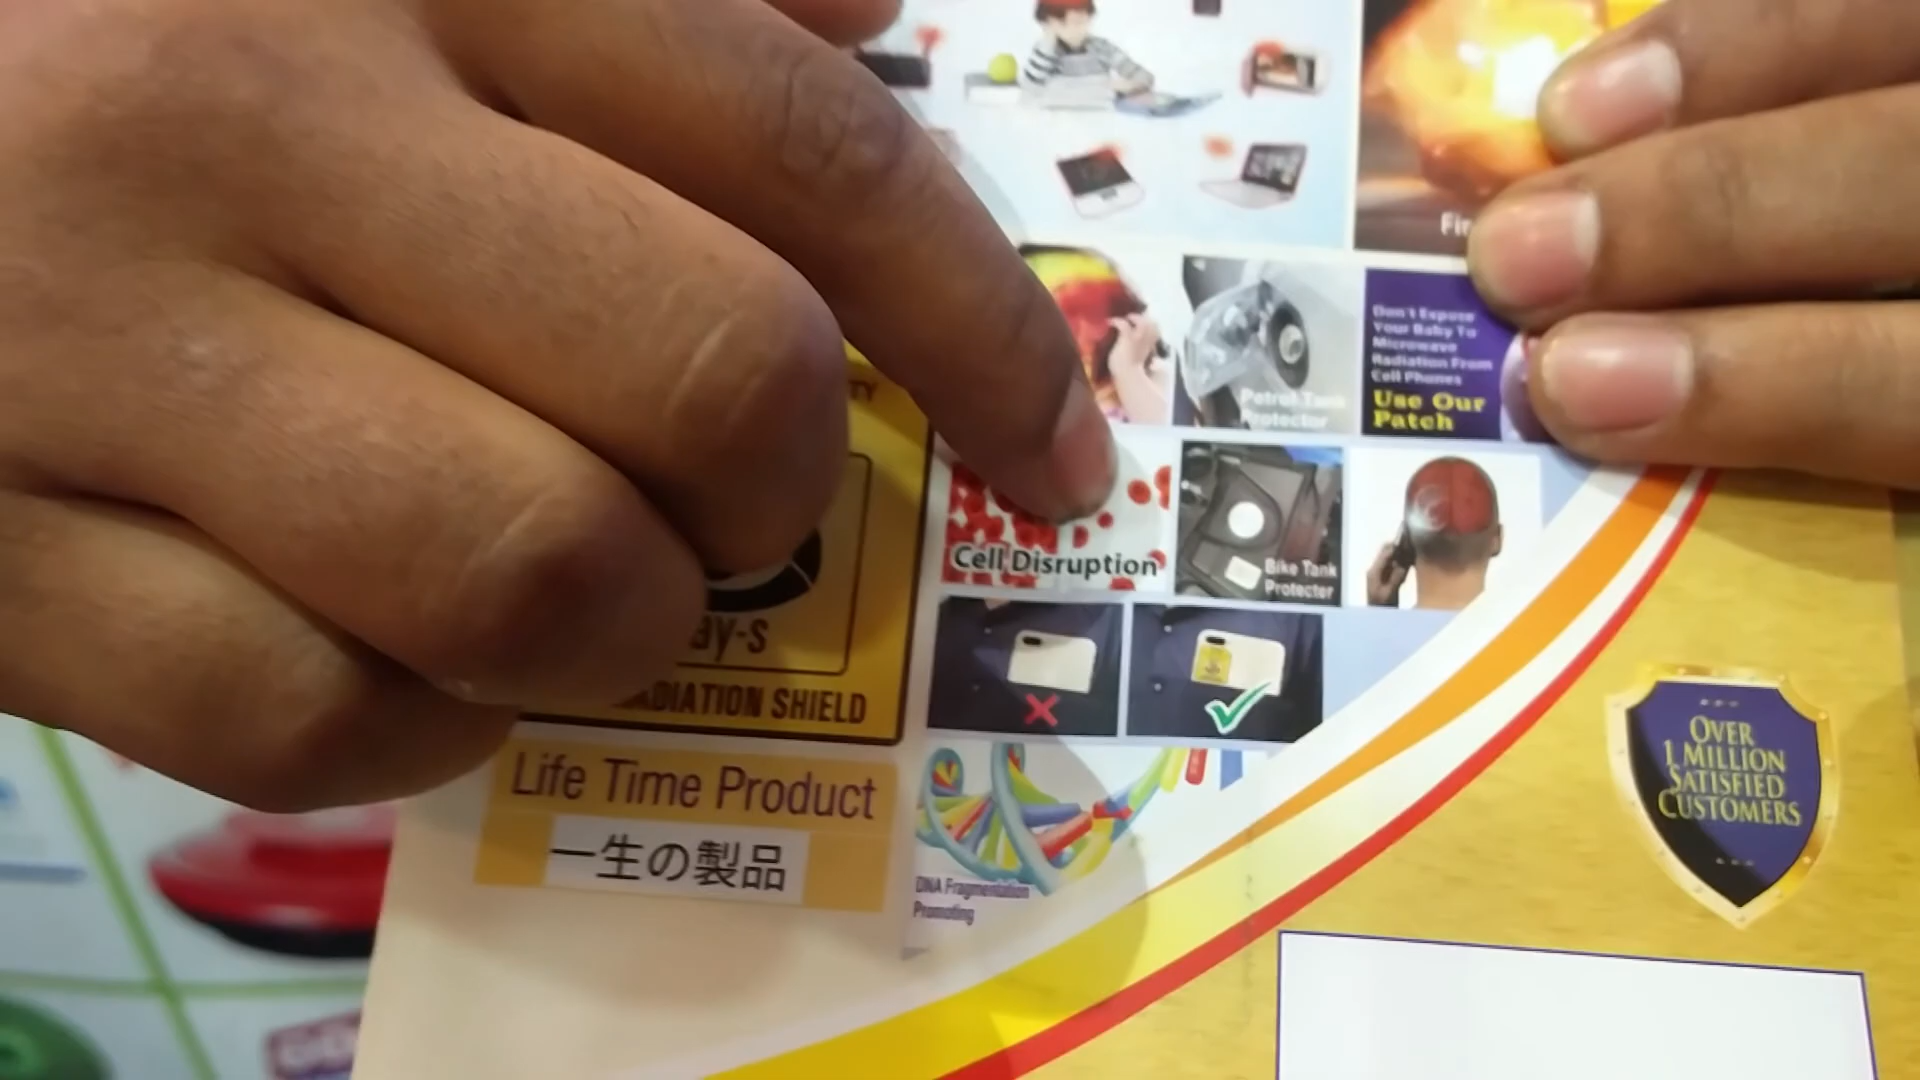 Don't Expose
Your Baby To
Microwave
Radiation From
Cell Phones
Use Our
Patch
Petrol Tank
Protector
Cell Disruption
Bike Tank
Protecter
ay-s
RADIATION SHIELD
Life Time Product
一生の製品
DNA Fragmentation
Promoting
OVER
1 MILLION
SATISFIED
CUSTOMERS